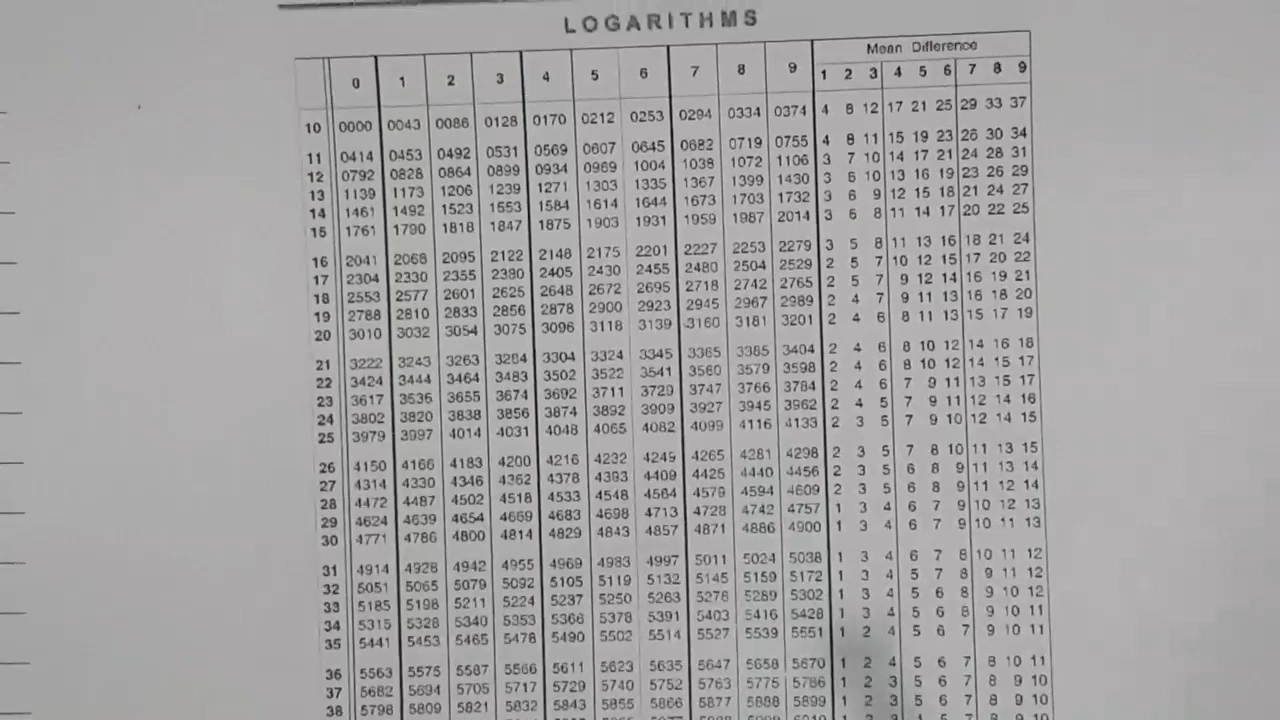 LOGARITHMS
Mean Difference
0 1 2 3 4 5 6 7 8 9 1 2 3 4 5 6 7 8 9
10 0000 0043 0086 0128 0170 0212 0253 0294 0334 0374 4 8 12 17 21 25 29 33 37
11 0414 0453 0492 0531 0569 0607 0645 0682 0719 0755 4 8 11 15 19 23 26 30 34
12 0792 0828 0864 0899 0934 0969 1004 1038 1072 1106 3 7 10 14 17 21 24 28 31
13 1139 1173 1206 1239 1271 1303 1335 1367 1399 1430 3 6 10 13 16 19 23 26 29
14 1461 1492 1523 1553 1584 1614 1644 1673 1703 1732 3 6 9 12 15 18 21 24 27
15 1761 1790 1818 1847 1875 1903 1931 1959 1987 2014 3 6 8 11 14 17 20 22 25
16 2041 2068 2095 2122 2148 2175 2201 2227 2253 2279 3 5 8 11 13 16 18 21 24
17 2304 2330 2355 2380 2405 2430 2455 2480 2504 2529 2 5 7 10 12 15 17 20 22
18 2553 2577 2601 2625 2648 2672 2695 2718 2742 2765 2 5 7 9 12 14 16 19 21
19 2788 2810 2833 2856 2878 2900 2923 2945 2967 2989 2 4 7 9 11 13 16 18 20
20 3010 3032 3054 3075 3096 3118 3139 3160 3181 3201 2 4 6 8 11 13 15 17 19
21 3222 3243 3263 3284 3304 3324 3345 3365 3385 3404 2 4 6 8 10 12 14 16 18
22 3424 3444 3464 3483 3502 3522 3541 3560 3579 3598 2 4 6 8 10 12 14 15 17
23 3617 3636 3655 3674 3692 3711 3729 3747 3766 3784 2 4 6 7 9 11 13 15 17
24 3802 3820 3838 3856 3874 3892 3909 3927 3945 3962 2 4 5 7 9 11 12 14 16
25 3979 3997 4014 4031 4048 4065 4082 4099 4116 4133 2 3 5 7 9 10 12 14 15
26 4150 4166 4183 4200 4216 4232 4249 4265 4281 4298 2 3 5 7 8 10 11 13 15
27 4314 4330 4346 4362 4378 4393 4409 4425 4440 4456 2 3 5 6 8 9 11 13 14
28 4472 4487 4502 4518 4533 4548 4564 4579 4594 4609 2 3 5 6 8 9 11 12 14
29 4624 4639 4654 4669 4683 4698 4713 4728 4742 4757 1 3 4 6 7 9 10 12 13
30 4771 4786 4800 4814 4829 4843 4857 4871 4886 4900 1 3 4 6 7 9 10 11 13
31 4914 4928 4942 4955 4969 4983 4997 5011 5024 5038 1 3 4 6 7 8 10 11 12
32 5051 5065 5079 5092 5105 5119 5132 5145 5159 5172 1 3 4 5 7 8 9 11 12
33 5185 5198 5211 5224 5237 5250 5263 5276 5289 5302 1 3 4 5 6 8 9 10 12
34 5315 5328 5340 5353 5366 5378 5391 5403 5416 5428 1 3 4 5 6 8 9 10 11
35 5441 5453 5465 5478 5490 5502 5514 5527 5539 5551 1 2 4 5 6 7 9 10 11
36 5563 5575 5587 5566 5611 5623 5635 5647 5658 5670 1 2 4 5 6 7 8 10 11
37 5682 5694 5705 5717 5729 5740 5752 5763 5775 5786 1 2 3 5 6 7 8 9 10
38 5798 5809 5821 5832 5843 5855 5866 5877 5888 5899 1 2 3 5 6 7 8 9 10